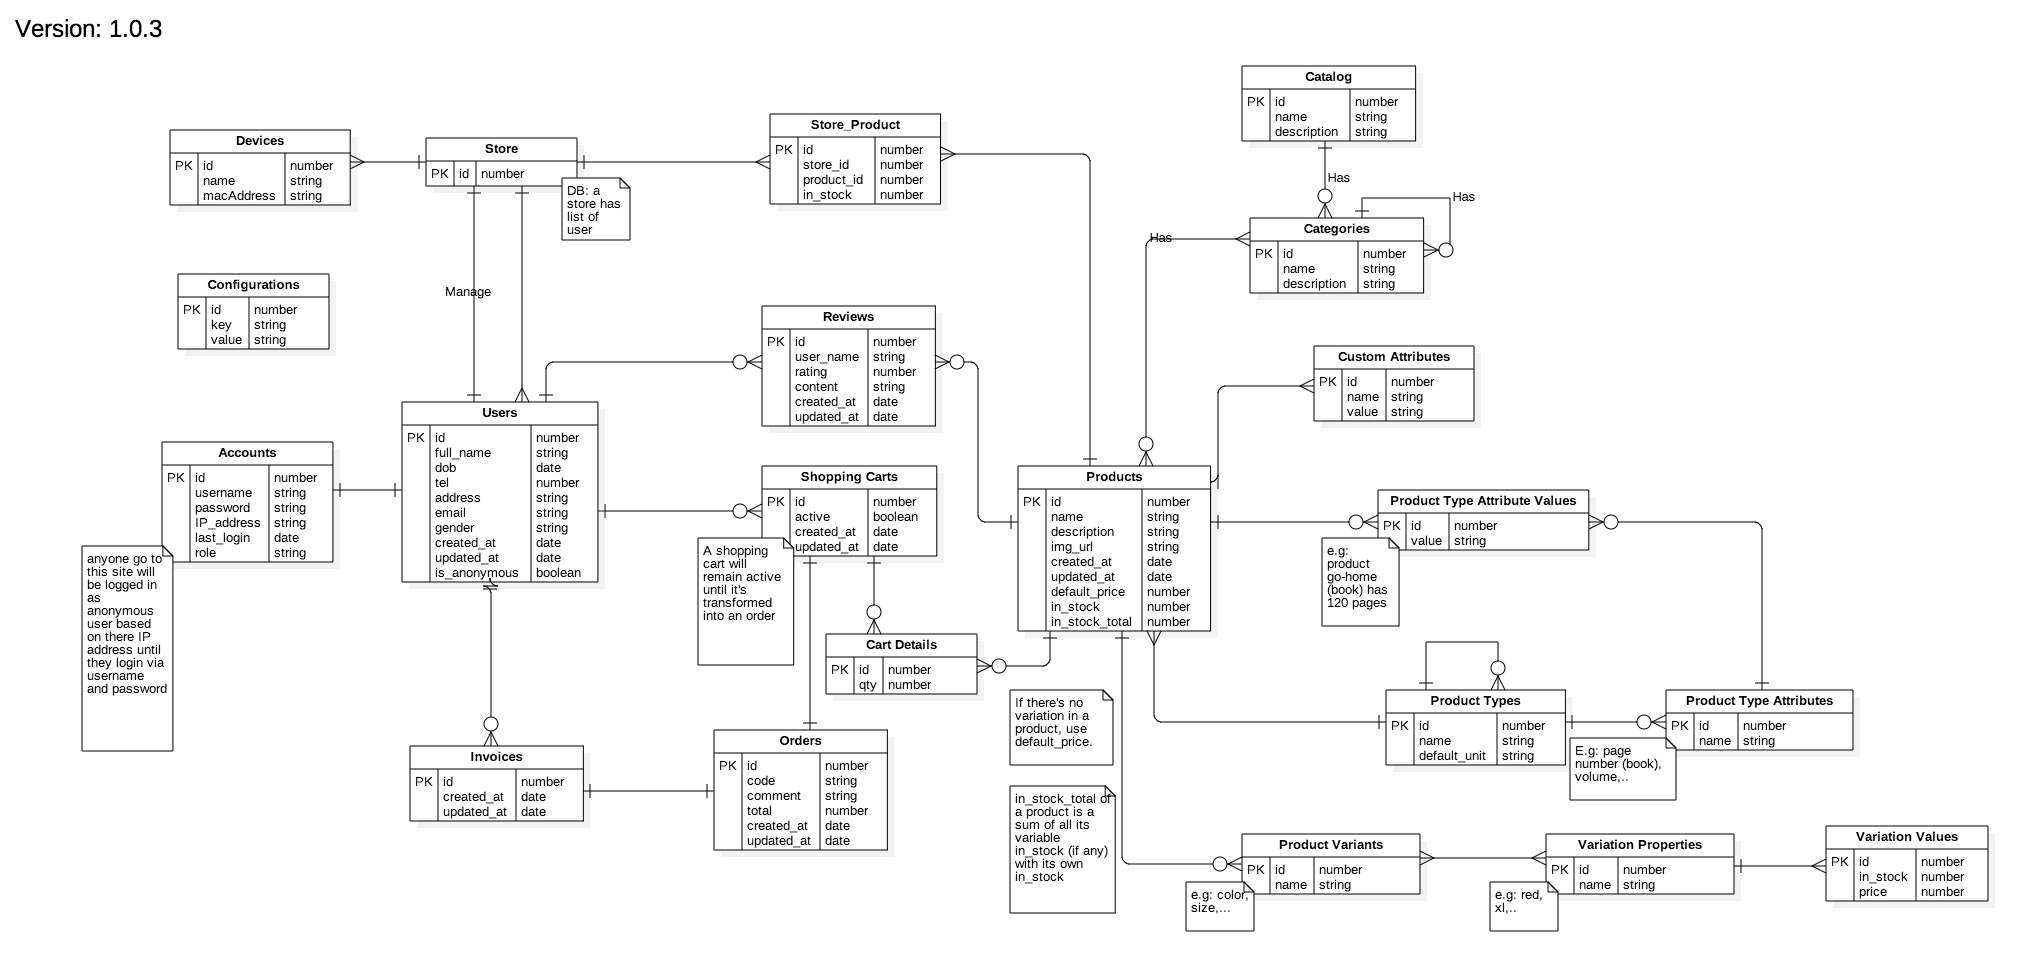 Version: 1.0.3
Catalog
PK id number
name string
description string
Has
Has
Has
Categories
PK id number
name string
description string
Devices
PK id number
name string
macAddress string
Store
PK id number
DB: a
store has
list of
user
Store_Product
PK id number
store_id number
product_id number
in_stock number
Configurations
PK id number
key string
value string
Manage
Reviews
PK id number
user_name string
rating number
content string
created_at date
updated_at date
Custom Attributes
PK id number
name string
value string
Accounts
PK id number
username string
password string
IP_address string
last_login date
role string
anyone go to
this site will
be logged in
as
anonymous
user based
on there IP
address until
they login via
username
and password
Users
PK id number
full_name string
dob date
tel number
address string
email string
gender string
created_at date
updated_at date
is_anonymous boolean
Shopping Carts
PK id number
active boolean
created_at date
updated_at date
A shopping
cart will
remain active
until it's
transformed
into an order
Cart Details
PK id number
qty number
Products
PK id number
name string
description string
img_url string
created_at date
updated_at date
default_price number
in_stock number
in_stock_total number
Product Type Attribute Values
PK id number
value string
e.g:
product
go-home
(book) has
120 pages
Product Types
PK id number
name string
default_unit string
Product Type Attributes
PK id number
name string
E.g: page
number (book),
volume,..
If there's no
variation in a
product, use
default_price.
in_stock_total of
a product is a
sum of all its
variable
in_stock (if any)
with its own
in_stock
Invoices
PK id number
created_at date
updated_at date
Orders
PK id number
code string
comment string
total number
created_at date
updated_at date
Product Variants
PK id number
name string
e.g: color,
size,...
Variation Properties
PK id number
name string
e.g: red,
xl,..
Variation Values
PK id number
in_stock number
price number